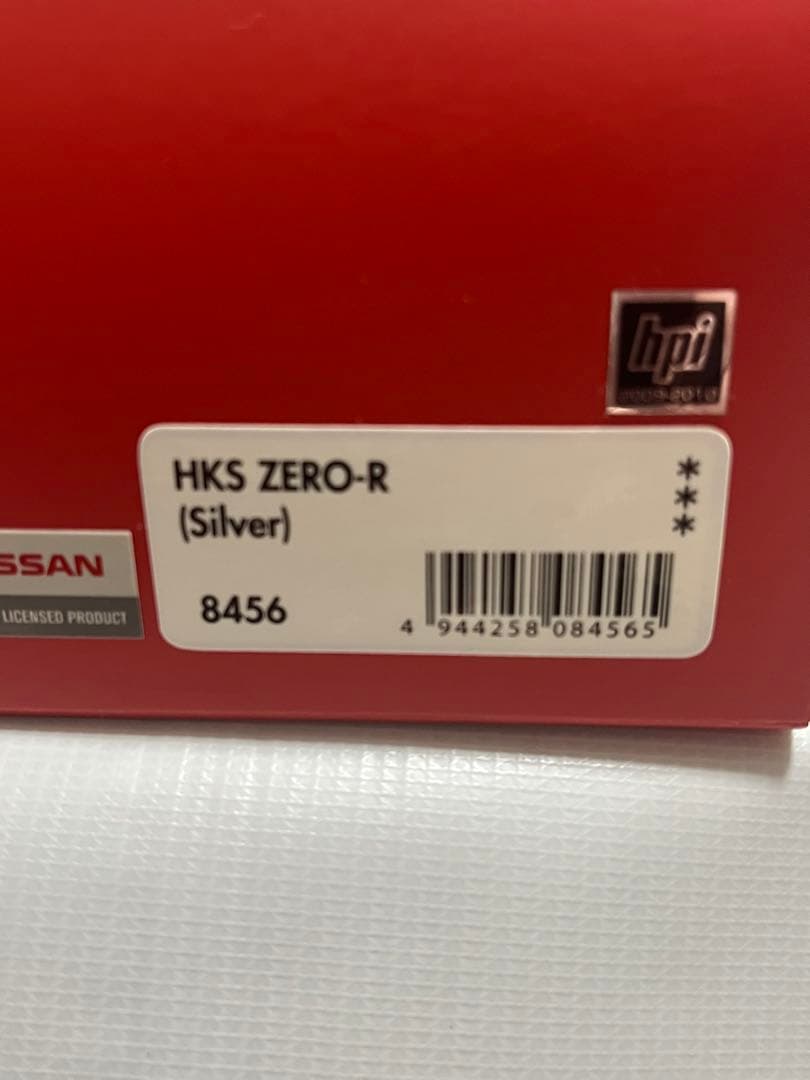 hpi
2009-2010
HKS ZERO-R
(Silver)
***
SSAN
LICENSED PRODUCT
8456
4 944258 084565